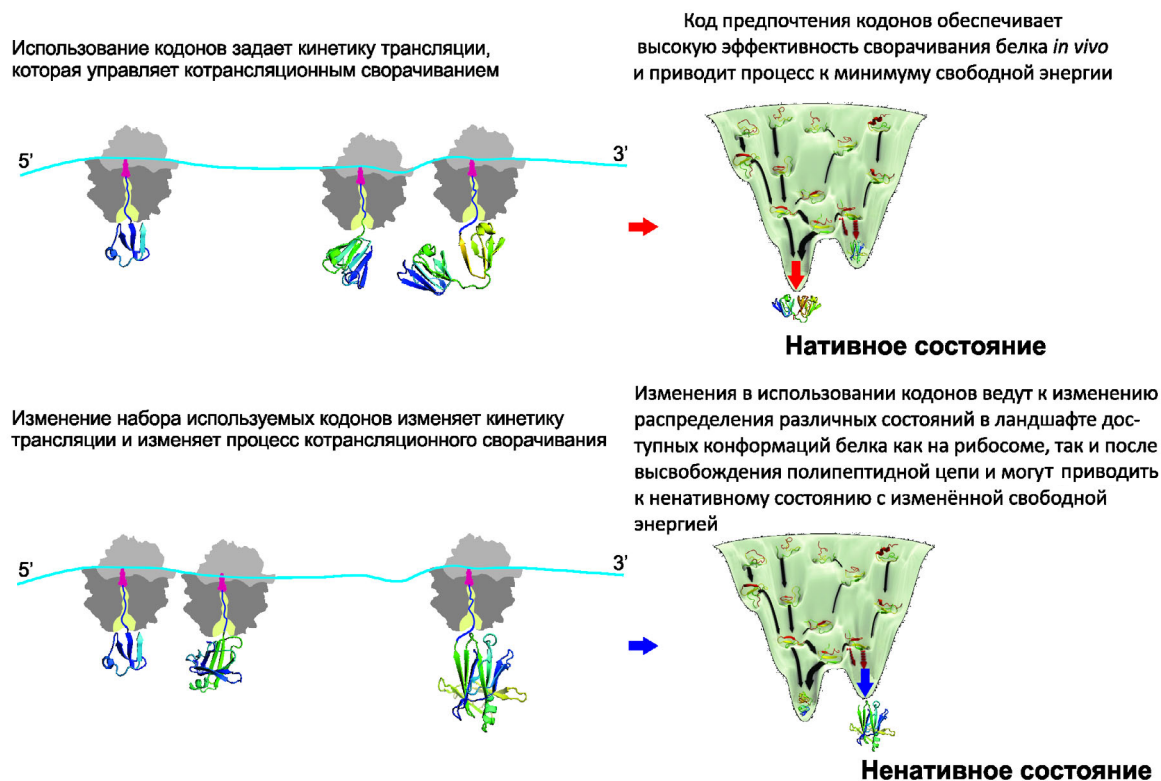 Использование кодонов задает кинетику трансляции,
которая управляет котрансляционным сворачиванием
Код предпочтения кодонов обеспечивает
высокую эффективность сворачивания белка in vivo
и приводит процесс к минимуму свободной энергии
5’
3’
Нативное состояние
Изменение набора используемых кодонов изменяет кинетику
трансляции и изменяет процесс котрансляционного сворачивания
Изменения в использовании кодонов ведут к изменению
распределения различных состояний в ландшафте дос-
тупных конформаций белка как на рибосоме, так и после
высвобождения полипептидной цепи и могут приводить
к ненативному состоянию с изменённой свободной
энергией
5’
3’
Ненативное состояние